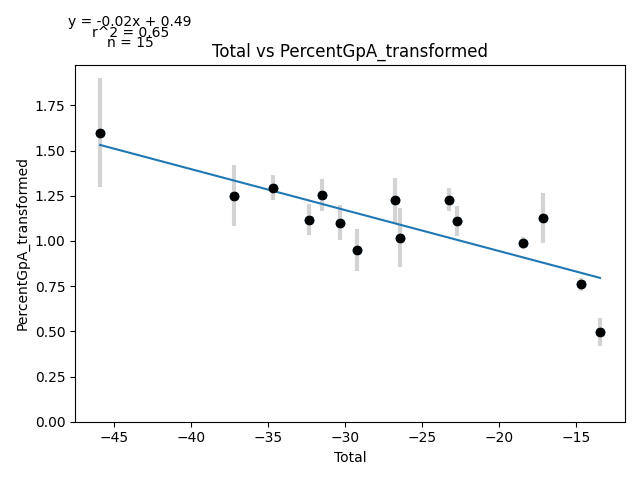 y = -0.02x + 0.49
r^2 = 0.65
n = 15
Total vs PercentGpA_transformed
PercentGpA_transformed
1.75
1.50
1.25
1.00
0.75
0.50
0.25
0.00
−45
−40
−35
−30
−25
−20
−15
Total